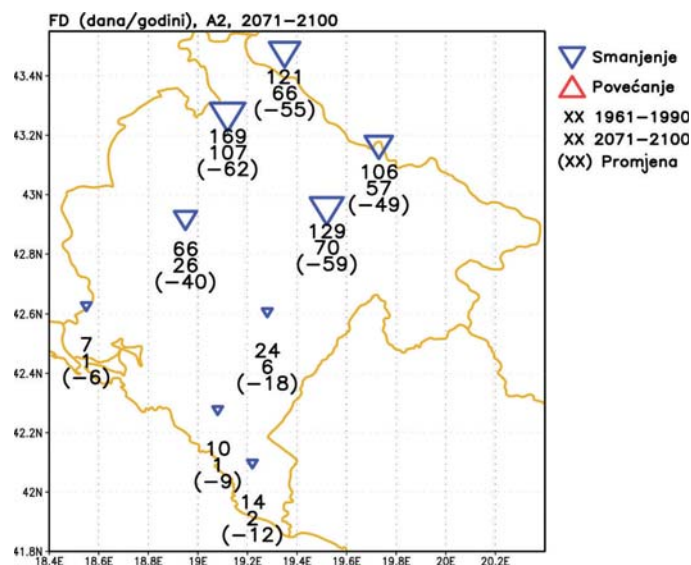 FD (dana/godini), A2, 2071–2100
Smanjenje
Povećanje
XX 1961–1990
XX 2071–2100
(XX) Promjena
43.4N
43.2N
43N
42.8N
42.6N
42.4N
42.2N
42N
41.8N
121
66
(−55)
169
107
(−62)
106
57
(−49)
129
70
(−59)
66
26
(−40)
7
1
(−6)
24
6
(−18)
10
1
(−9)
14
2
(−12)
18.4E 18.6E 18.8E 19E 19.2E 19.4E 19.6E 19.8E 20E 20.2E